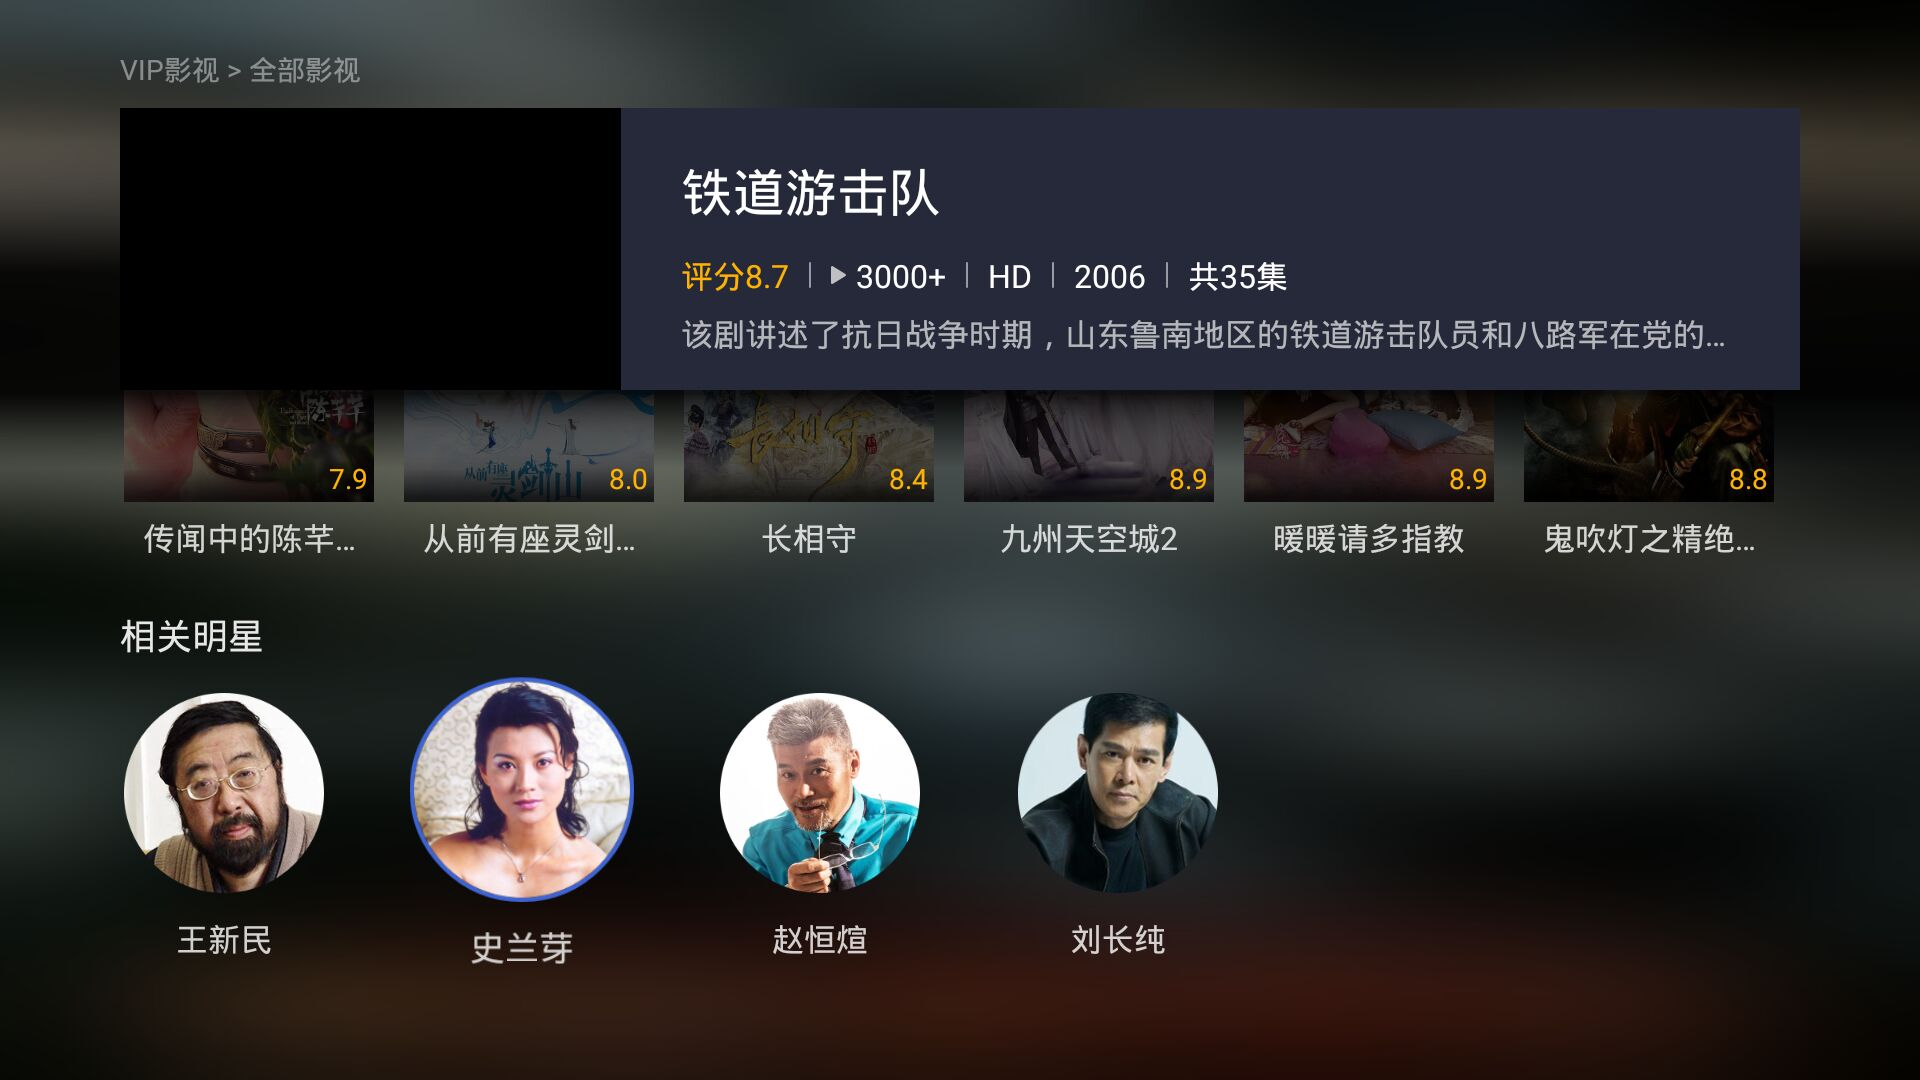 VIP影视 > 全部影视
铁道游击队
评分8.7 3000+ HD 2006 共35集
该剧讲述了抗日战争时期，山东鲁南地区的铁道游击队员和八路军在党的...
陈芊芊
从前有座
灵剑山
长相守
7.9 8.0 8.4 8.9 8.9 8.8
传闻中的陈芊... 从前有座灵剑... 长相守 九州天空城2 暖暖请多指教 鬼吹灯之精绝...
相关明星
王新民 史兰芽 赵恒煊 刘长纯